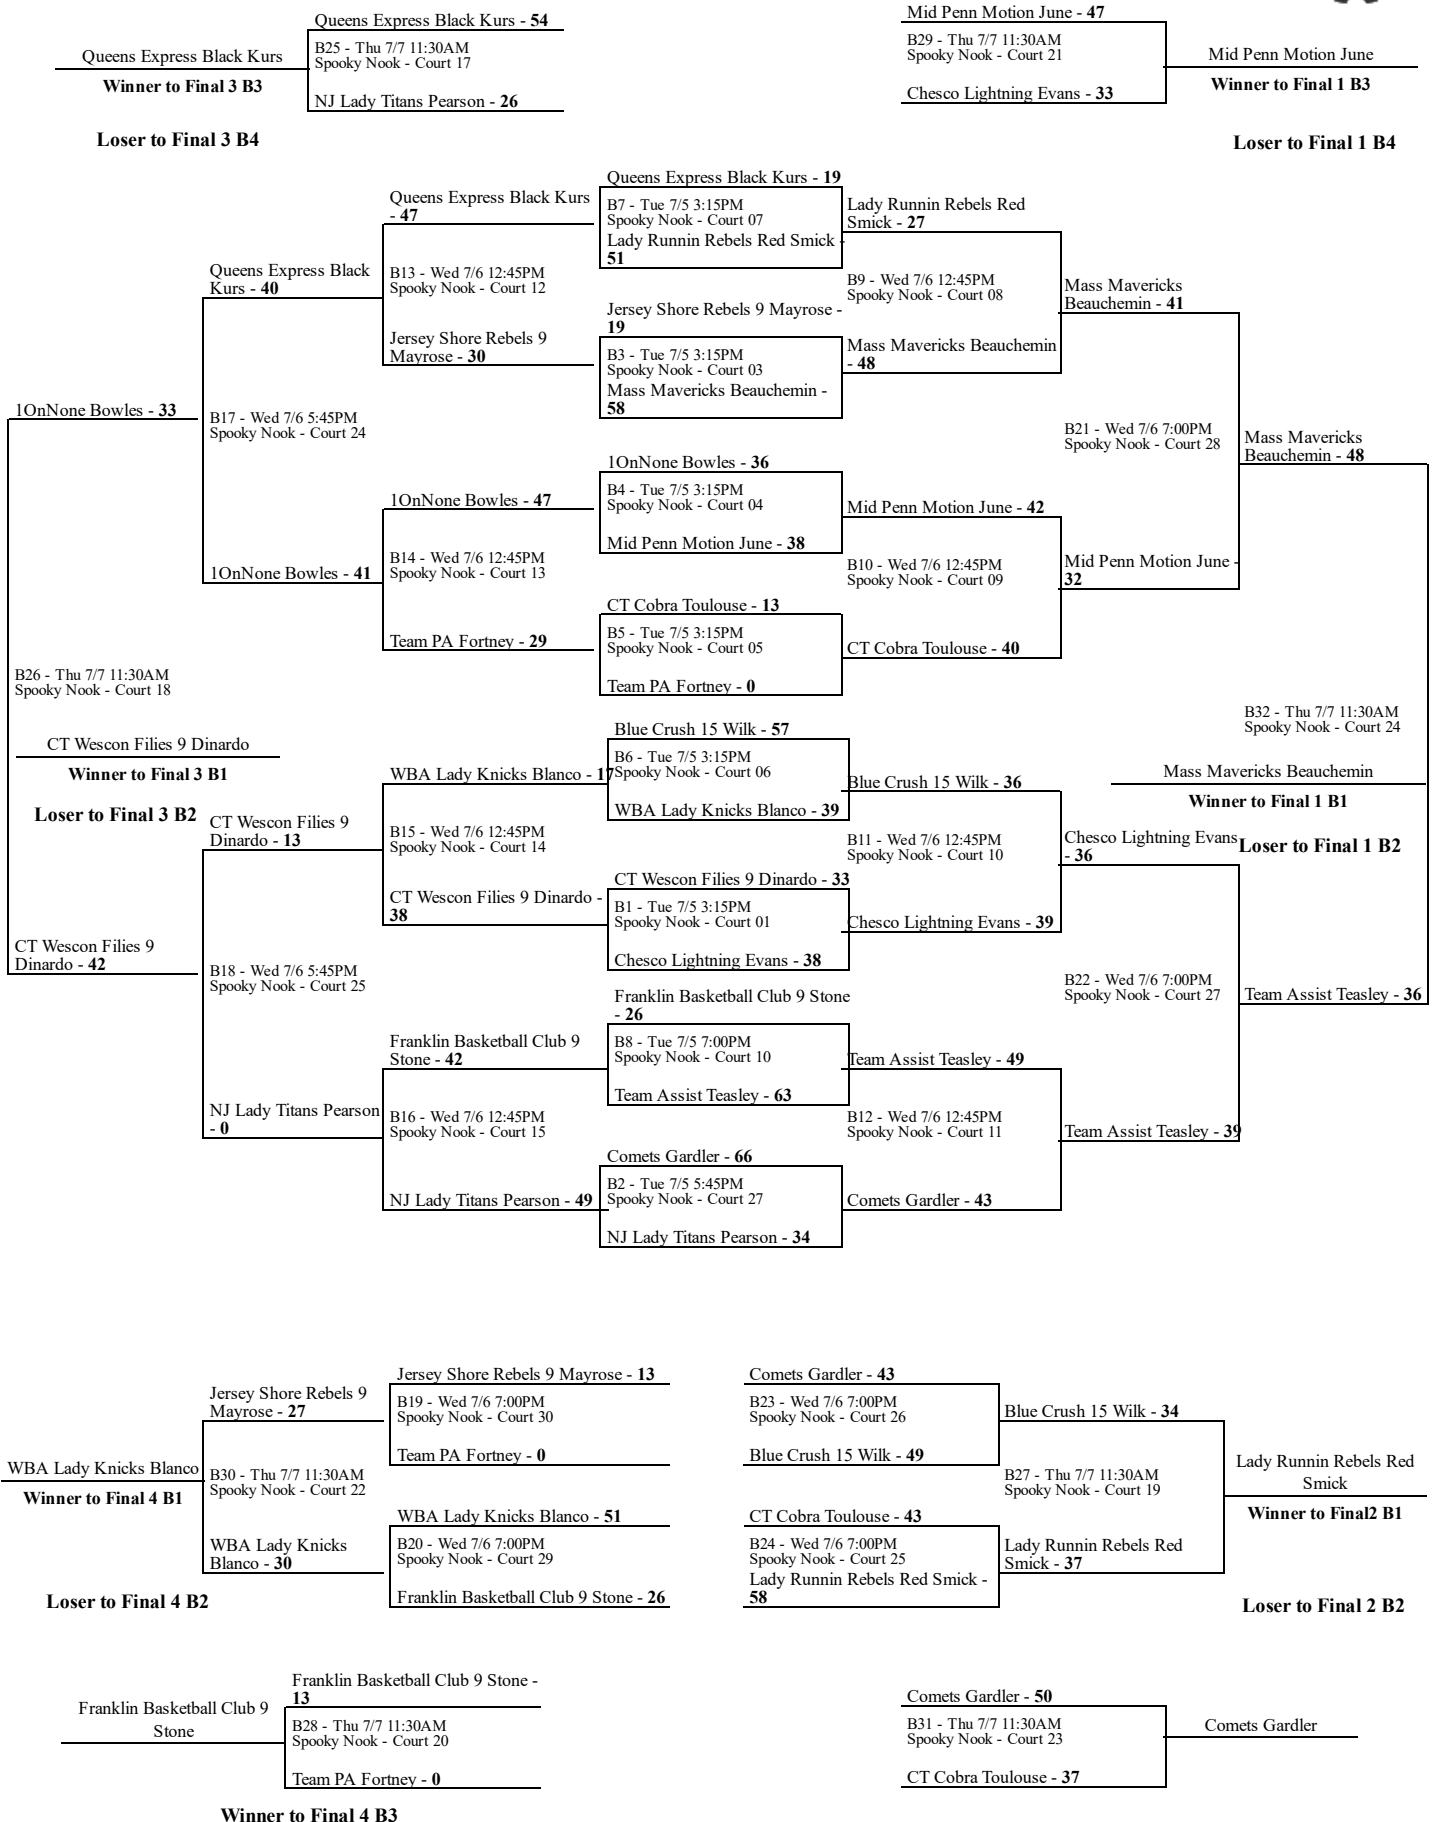 Queens Express Black Kurs - 54
Queens Express Black Kurs
B25 - Thu 7/7 11:30AM
Spooky Nook - Court 17
Winner to Final 3 B3
NJ Lady Titans Pearson - 26
Loser to Final 3 B4
Mid Penn Motion June - 47
B29 - Thu 7/7 11:30AM
Spooky Nook - Court 21
Mid Penn Motion June
Winner to Final 1 B3
Chesco Lightning Evans - 33
Loser to Final 1 B4
Queens Express Black Kurs - 19
B7 - Tue 7/5 3:15PM
Spooky Nook - Court 07
Lady Runnin Rebels Red Smick -
51
Jersey Shore Rebels 9 Mayrose -
19
B3 - Tue 7/5 3:15PM
Spooky Nook - Court 03
Mass Mavericks Beauchemin -
58
1OnNone Bowles - 36
B4 - Tue 7/5 3:15PM
Spooky Nook - Court 04
Mid Penn Motion June - 38
CT Cobra Toulouse - 13
B5 - Tue 7/5 3:15PM
Spooky Nook - Court 05
Team PA Fortney - 0
Blue Crush 15 Wilk - 57
B6 - Tue 7/5 3:15PM
Spooky Nook - Court 06
WBA Lady Knicks Blanco - 39
CT Wescon Filies 9 Dinardo - 33
B1 - Tue 7/5 3:15PM
Spooky Nook - Court 01
Chesco Lightning Evans - 38
Franklin Basketball Club 9 Stone
- 26
B8 - Tue 7/5 7:00PM
Spooky Nook - Court 10
Team Assist Teasley - 63
Comets Gardler - 66
B2 - Tue 7/5 5:45PM
Spooky Nook - Court 27
NJ Lady Titans Pearson - 34
Queens Express Black Kurs
- 47
B13 - Wed 7/6 12:45PM
Spooky Nook - Court 12
Jersey Shore Rebels 9
Mayrose - 30
1OnNone Bowles - 47
B14 - Wed 7/6 12:45PM
Spooky Nook - Court 13
Team PA Fortney - 29
WBA Lady Knicks Blanco - 17
B15 - Wed 7/6 12:45PM
Spooky Nook - Court 14
CT Wescon Filies 9 Dinardo -
38
Franklin Basketball Club 9
Stone - 42
B16 - Wed 7/6 12:45PM
Spooky Nook - Court 15
NJ Lady Titans Pearson - 49
Queens Express Black
Kurs - 40
B17 - Wed 7/6 5:45PM
Spooky Nook - Court 24
1OnNone Bowles - 41
CT Wescon Filies 9
Dinardo - 13
B18 - Wed 7/6 5:45PM
Spooky Nook - Court 25
NJ Lady Titans Pearson
- 0
1OnNone Bowles - 33
B26 - Thu 7/7 11:30AM
Spooky Nook - Court 18
CT Wescon Filies 9 Dinardo
Winner to Final 3 B1
Loser to Final 3 B2
CT Wescon Filies 9
Dinardo - 42
Lady Runnin Rebels Red
Smick - 27
B9 - Wed 7/6 12:45PM
Spooky Nook - Court 08
Mass Mavericks Beauchemin
- 48
Mid Penn Motion June - 42
B10 - Wed 7/6 12:45PM
Spooky Nook - Court 09
CT Cobra Toulouse - 40
Blue Crush 15 Wilk - 36
B11 - Wed 7/6 12:45PM
Spooky Nook - Court 10
Chesco Lightning Evans - 39
Team Assist Teasley - 49
B12 - Wed 7/6 12:45PM
Spooky Nook - Court 11
Comets Gardler - 43
Mass Mavericks
Beauchemin - 41
B21 - Wed 7/6 7:00PM
Spooky Nook - Court 28
Mid Penn Motion June -
32
Chesco Lightning Evans
- 36
B22 - Wed 7/6 7:00PM
Spooky Nook - Court 27
Team Assist Teasley - 39
Mass Mavericks
Beauchemin - 48
B32 - Thu 7/7 11:30AM
Spooky Nook - Court 24
Mass Mavericks Beauchemin
Winner to Final 1 B1
Loser to Final 1 B2
Team Assist Teasley - 36
Jersey Shore Rebels 9 Mayrose - 13
B19 - Wed 7/6 7:00PM
Spooky Nook - Court 30
Team PA Fortney - 0
WBA Lady Knicks Blanco - 51
B20 - Wed 7/6 7:00PM
Spooky Nook - Court 29
Franklin Basketball Club 9 Stone - 26
Jersey Shore Rebels 9
Mayrose - 27
B30 - Thu 7/7 11:30AM
Spooky Nook - Court 22
WBA Lady Knicks
Blanco - 30
WBA Lady Knicks Blanco
Winner to Final 4 B1
Loser to Final 4 B2
Comets Gardler - 43
B23 - Wed 7/6 7:00PM
Spooky Nook - Court 26
Blue Crush 15 Wilk - 49
CT Cobra Toulouse - 43
B24 - Wed 7/6 7:00PM
Spooky Nook - Court 25
Lady Runnin Rebels Red Smick -
58
Blue Crush 15 Wilk - 34
B27 - Thu 7/7 11:30AM
Spooky Nook - Court 19
Lady Runnin Rebels Red
Smick - 37
Lady Runnin Rebels Red
Smick
Winner to Final2 B1
Loser to Final 2 B2
Franklin Basketball Club 9 Stone -
13
Franklin Basketball Club 9
Stone
B28 - Thu 7/7 11:30AM
Spooky Nook - Court 20
Team PA Fortney - 0
Winner to Final 4 B3
Comets Gardler - 50
B31 - Thu 7/7 11:30AM
Spooky Nook - Court 23
Comets Gardler
CT Cobra Toulouse - 37